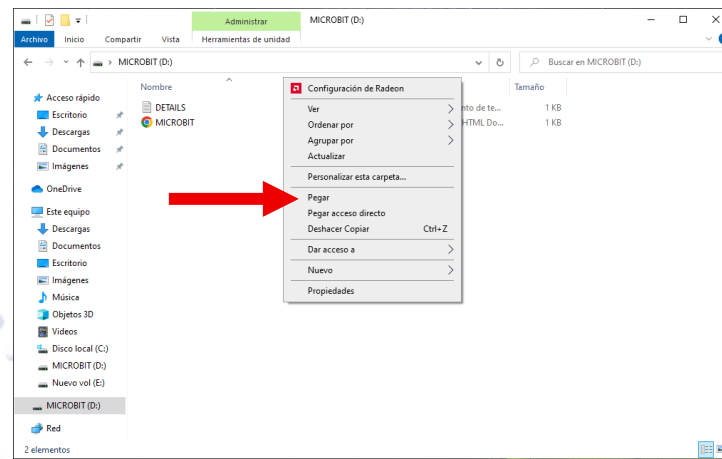 Administrar
MICROBIT (D:)
Archivo Inicio Compartir Vista Herramientas de unidad
MICROBIT (D:)
Buscar en MICROBIT (D:)
Nombre Tamaño
Acceso rápido
Escritorio
Descargas
Documentos
Imágenes
OneDrive
Este equipo
Descargas
Documentos
Escritorio
Imágenes
Música
Objetos 3D
Videos
Disco local (C:)
MICROBIT (D:)
Nuevo vol (E:)
MICROBIT (D:)
Red
DETAILS nto de te... 1 KB
MICROBIT HTML Do... 1 KB
Configuración de Radeon
Ver
Ordenar por
Agrupar por
Actualizar
Personalizar esta carpeta...
Pegar
Pegar acceso directo
Deshacer Copiar Ctrl+Z
Dar acceso a
Nuevo
Propiedades
2 elementos